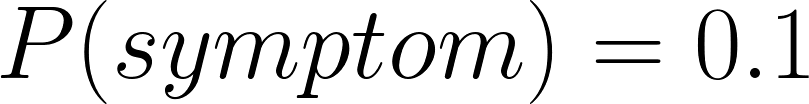 P(symptom) = 0.1